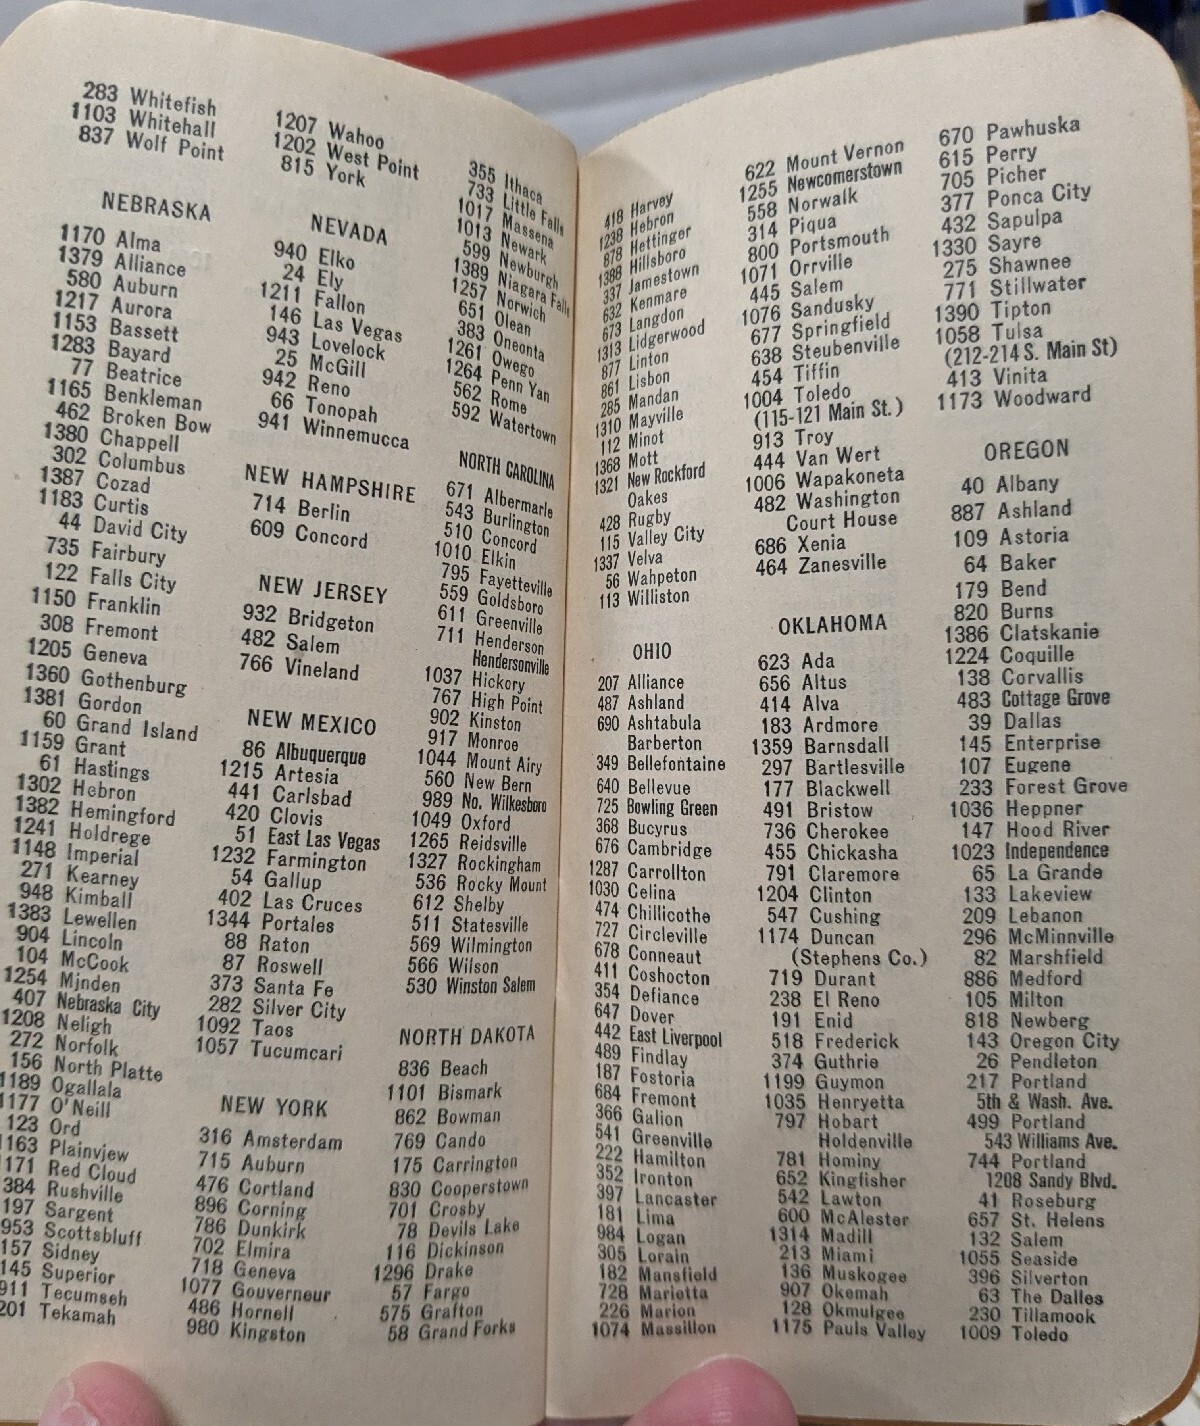 283 Whitefish
1103 Whitehall
837 Wolf Point
NEBRASKA
1170 Alma
1379 Alliance
580 Auburn
1217 Aurora
1153 Bassett
1283 Bayard
77 Beatrice
1165 Benkleman
462 Broken Bow
1380 Chappell
302 Columbus
1387 Cozad
1183 Curtis
44 David City
735 Fairbury
122 Falls City
1150 Franklin
308 Fremont
1205 Geneva
1360 Gothenburg
1381 Gordon
60 Grand Island
1159 Grant
61 Hastings
1302 Hebron
1382 Hemingford
1241 Holdrege
1148 Imperial
271 Kearney
948 Kimball
1383 Lewellen
904 Lincoln
104 McCook
1254 Minden
407 Nebraska City
1208 Neligh
272 Norfolk
156 North Platte
1189 Ogallala
1177 O'Neill
123 Ord
163 Plainview
171 Red Cloud
384 Rushville
197 Sargent
953 Scottsbluff
157 Sidney
145 Superior
911 Tecumseh
201 Tekamah
1207 Wahoo
1202 West Point
815 York
NEVADA
940 Elko
24 Ely
1211 Fallon
146 Las Vegas
943 Lovelock
25 McGill
942 Reno
66 Tonopah
941 Winnemucca
NEW HAMPSHIRE
714 Berlin
609 Concord
NEW JERSEY
932 Bridgeton
482 Salem
766 Vineland
NEW MEXICO
86 Albuquerque
1215 Artesia
441 Carlsbad
420 Clovis
51 East Las Vegas
1232 Farmington
54 Gallup
402 Las Cruces
1344 Portales
88 Raton
87 Roswell
373 Santa Fe
282 Silver City
1092 Taos
1057 Tucumcari
NEW YORK
316 Amsterdam
715 Auburn
476 Cortland
896 Corning
786 Dunkirk
702 Elmira
718 Geneva
1077 Gouverneur
486 Hornell
980 Kingston
355 Ithaca
733 Little Falls
1017 Massena
1013 Newark
599 Newburgh
1389 Niagara Falls
1257 Norwich
651 Olean
383 Oneonta
1261 Owego
1264 Penn Yan
562 Rome
592 Watertown
NORTH CAROLINA
671 Albermarle
543 Burlington
510 Concord
1010 Elkin
795 Fayetteville
559 Goldsboro
611 Greenville
711 Henderson
Hendersonville
1037 Hickory
767 High Point
902 Kinston
917 Monroe
1044 Mount Airy
560 New Bern
989 No. Wilkesboro
1049 Oxford
1265 Reidsville
1327 Rockingham
536 Rocky Mount
612 Shelby
511 Statesville
569 Wilmington
566 Wilson
530 Winston Salem
NORTH DAKOTA
836 Beach
1101 Bismark
862 Bowman
769 Cando
175 Carrington
830 Cooperstown
701 Crosby
78 Devils Lake
116 Dickinson
1296 Drake
57 Fargo
575 Grafton
58 Grand Forks
418 Harvey
1238 Hebron
878 Hettinger
1388 Hillsboro
337 Jamestown
632 Kenmare
673 Langdon
1313 Lidgerwood
877 Linton
861 Lisbon
285 Mandan
1310 Mayville
112 Minot
1368 Mott
1321 New Rockford
Oakes
428 Rugby
115 Valley City
1337 Velva
56 Wahpeton
113 Williston
OHIO
207 Alliance
487 Ashland
690 Ashtabula
Barberton
349 Bellefontaine
640 Bellevue
725 Bowling Green
368 Bucyrus
676 Cambridge
1287 Carrollton
1030 Celina
474 Chillicothe
727 Circleville
678 Conneaut
411 Coshocton
354 Defiance
647 Dover
442 East Liverpool
489 Findlay
187 Fostoria
684 Fremont
366 Galion
541 Greenville
222 Hamilton
352 Ironton
397 Lancaster
181 Lima
984 Logan
305 Lorain
182 Mansfield
728 Marietta
226 Marion
1074 Massillon
622 Mount Vernon
1255 Newcomerstown
558 Norwalk
314 Piqua
800 Portsmouth
1071 Orrville
445 Salem
1076 Sandusky
677 Springfield
638 Steubenville
454 Tiffin
1004 Toledo
(115-121 Main St.)
913 Troy
444 Van Wert
1006 Wapakoneta
482 Washington
Court House
686 Xenia
464 Zanesville
OKLAHOMA
623 Ada
656 Altus
414 Alva
183 Ardmore
1359 Barnsdall
297 Bartlesville
177 Blackwell
491 Bristow
736 Cherokee
455 Chickasha
791 Claremore
1204 Clinton
547 Cushing
1174 Duncan
(Stephens Co.)
719 Durant
238 El Reno
191 Enid
518 Frederick
374 Guthrie
1199 Guymon
1035 Henryetta
797 Hobart
Holdenville
781 Hominy
652 Kingfisher
542 Lawton
600 McAlester
1314 Madill
213 Miami
136 Muskogee
907 Okemah
128 Okmulgee
1175 Pauls Valley
670 Pawhuska
615 Perry
705 Picher
377 Ponca City
432 Sapulpa
1330 Sayre
275 Shawnee
771 Stillwater
1390 Tipton
1058 Tulsa
(212-214 S. Main St)
413 Vinita
1173 Woodward
OREGON
40 Albany
887 Ashland
109 Astoria
64 Baker
179 Bend
820 Burns
1386 Clatskanie
1224 Coquille
138 Corvallis
483 Cottage Grove
39 Dallas
145 Enterprise
107 Eugene
233 Forest Grove
1036 Heppner
147 Hood River
1023 Independence
65 La Grande
133 Lakeview
209 Lebanon
296 McMinnville
82 Marshfield
886 Medford
105 Milton
818 Newberg
143 Oregon City
26 Pendleton
217 Portland
5th & Wash. Ave.
499 Portland
543 Williams Ave.
744 Portland
1208 Sandy Blvd.
41 Roseburg
657 St. Helens
132 Salem
1055 Seaside
396 Silverton
63 The Dalles
230 Tillamook
1009 Toledo